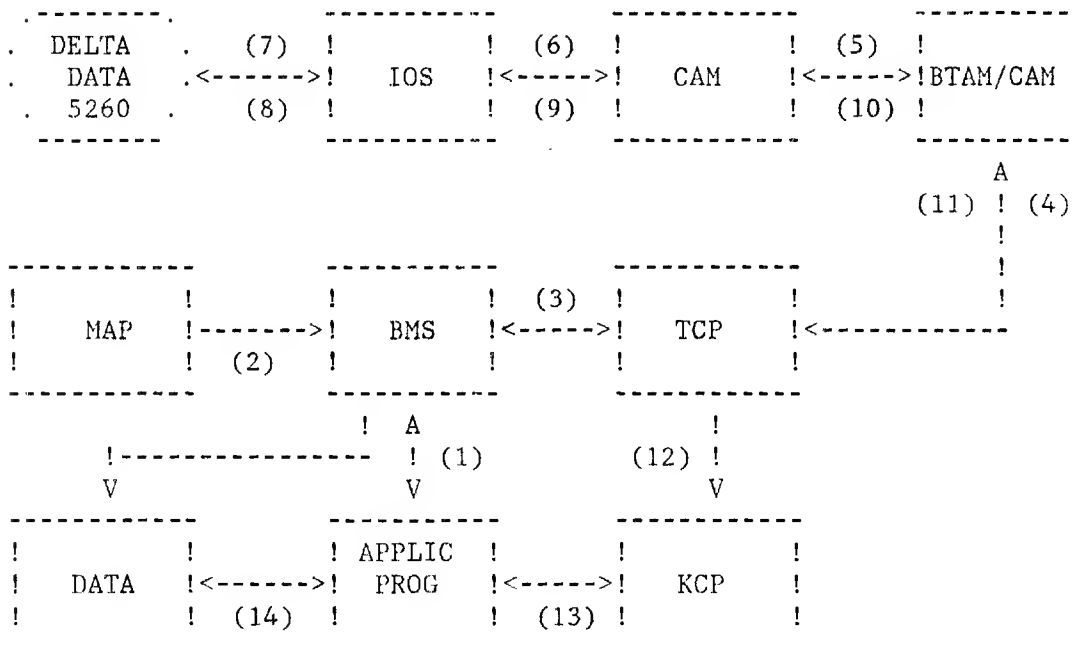 DELTA (7) (6) (5)
DATA IOS CAM BTAM/CAM
5260 (8) (9) (10)
A
(11) (4)
(3)
MAP BMS TCP
(2)
A
(1) (12)
V V V
APPLIC
DATA PROG KCP
(14) (13)